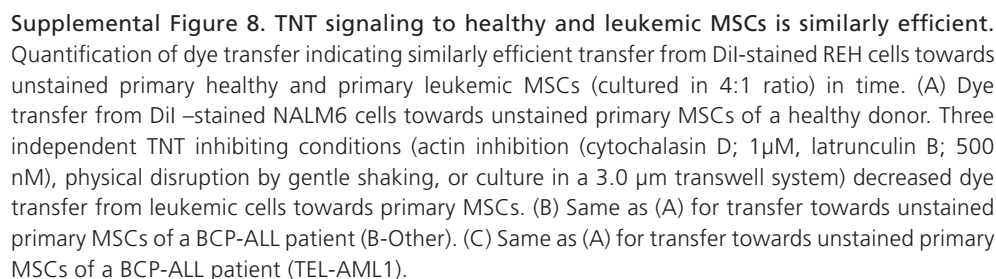 Supplemental Figure 8. TNT signaling to healthy and leukemic MSCs is similarly efficient.
Quantification of dye transfer indicating similarly efficient transfer from DiI-stained REH cells towards
unstained primary healthy and primary leukemic MSCs (cultured in 4:1 ratio) in time. (A) Dye
transfer from DiI –stained NALM6 cells towards unstained primary MSCs of a healthy donor. Three
independent TNT inhibiting conditions (actin inhibition (cytochalasin D; 1µM, latrunculin B; 500
nM), physical disruption by gentle shaking, or culture in a 3.0 µm transwell system) decreased dye
transfer from leukemic cells towards primary MSCs. (B) Same as (A) for transfer towards unstained
primary MSCs of a BCP-ALL patient (B-Other). (C) Same as (A) for transfer towards unstained primary
MSCs of a BCP-ALL patient (TEL-AML1).